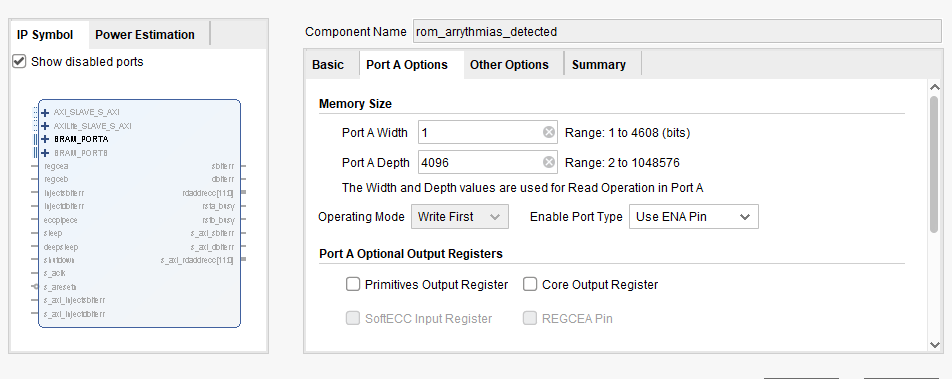 IP Symbol Power Estimation
Show disabled ports
AXI_SLAVE_S_AXI
AXILite_SLAVE_S_AXI
BRAM_PORTA
BRAM_PORTB
regcea sbiterr
regceb dbiterr
injectsbiterr rdaddrecc[11:0]
injectdbiterr rsta_busy
eccpipece rstb_busy
sleep s_axi_sbiterr
deepsleep s_axi_dbiterr
shutdown s_axi_rdaddrecc[11:0]
s_aclk
s_aresetn
s_axi_injectsbiterr
s_axi_injectdbiterr
Component Name rom_arrythmias_detected
Basic Port A Options Other Options Summary
Memory Size
Port A Width 1 Range: 1 to 4608 (bits)
Port A Depth 4096 Range: 2 to 1048576
The Width and Depth values are used for Read Operation in Port A
Operating Mode Write First Enable Port Type Use ENA Pin
Port A Optional Output Registers
Primitives Output Register Core Output Register
SoftECC Input Register REGCEA Pin